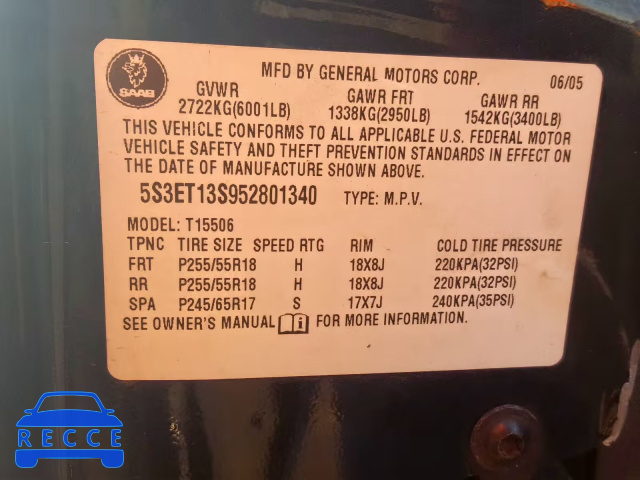 SAAB
MFD BY GENERAL MOTORS CORP. 06/05
GVWR GAWR FRT GAWR RR
2722KG(6001LB) 1338KG(2950LB) 1542KG(3400LB)
THIS VEHICLE CONFORMS TO ALL APPLICABLE U.S. FEDERAL MOTOR
VEHICLE SAFETY AND THEFT PREVENTION STANDARDS IN EFFECT ON
THE DATE OF MANUFACTURE SHOWN ABOVE.
5S3ET13S952801340 TYPE: M.P.V.
MODEL: T15506
TPNC TIRE SIZE SPEED RTG RIM COLD TIRE PRESSURE
FRT P255/55R18 H 18X8J 220KPA(32PSI)
RR P255/55R18 H 18X8J 220KPA(32PSI)
SPA P245/65R17 S 17X7J 240KPA(35PSI)
SEE OWNER'S MANUAL i FOR MORE INFORMATION.
RECCE